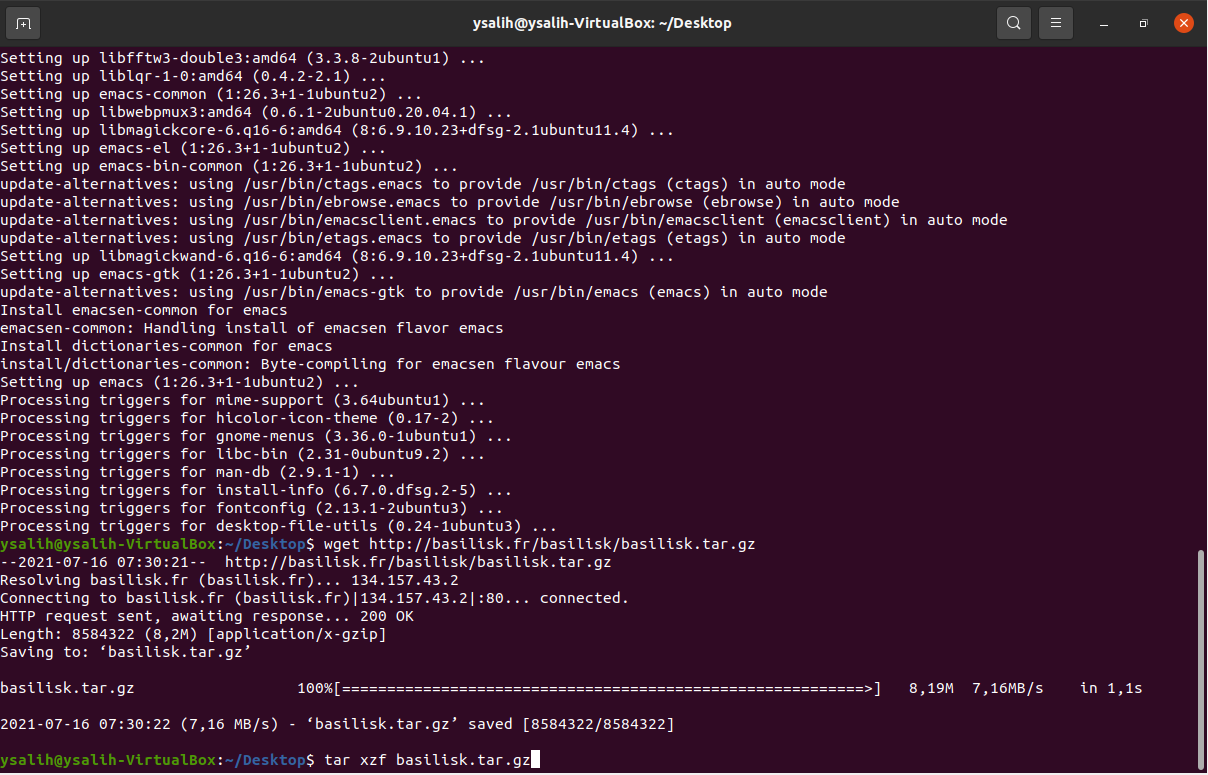 ysalih@ysalih-VirtualBox: ~/Desktop
Setting up libfftw3-double3:amd64 (3.3.8-2ubuntu1) ...
Setting up liblqr-1-0:amd64 (0.4.2-2.1) ...
Setting up emacs-common (1:26.3+1-1ubuntu2) ...
Setting up libwebpmux3:amd64 (0.6.1-2ubuntu0.20.04.1) ...
Setting up libmagickcore-6.q16-6:amd64 (8:6.9.10.23+dfsg-2.1ubuntu11.4) ...
Setting up emacs-el (1:26.3+1-1ubuntu2) ...
Setting up emacs-bin-common (1:26.3+1-1ubuntu2) ...
update-alternatives: using /usr/bin/ctags.emacs to provide /usr/bin/ctags (ctags) in auto mode
update-alternatives: using /usr/bin/ebrowse.emacs to provide /usr/bin/ebrowse (ebrowse) in auto mode
update-alternatives: using /usr/bin/emacsclient.emacs to provide /usr/bin/emacsclient (emacsclient) in auto mode
update-alternatives: using /usr/bin/etags.emacs to provide /usr/bin/etags (etags) in auto mode
Setting up libmagickwand-6.q16-6:amd64 (8:6.9.10.23+dfsg-2.1ubuntu11.4) ...
Setting up emacs-gtk (1:26.3+1-1ubuntu2) ...
update-alternatives: using /usr/bin/emacs-gtk to provide /usr/bin/emacs (emacs) in auto mode
Install emacsen-common for emacs
emacsen-common: Handling install of emacsen flavor emacs
Install dictionaries-common for emacs
install/dictionaries-common: Byte-compiling for emacsen flavour emacs
Setting up emacs (1:26.3+1-1ubuntu2) ...
Processing triggers for mime-support (3.64ubuntu1) ...
Processing triggers for hicolor-icon-theme (0.17-2) ...
Processing triggers for gnome-menus (3.36.0-1ubuntu1) ...
Processing triggers for libc-bin (2.31-0ubuntu9.2) ...
Processing triggers for man-db (2.9.1-1) ...
Processing triggers for install-info (6.7.0.dfsg.2-5) ...
Processing triggers for fontconfig (2.13.1-2ubuntu3) ...
Processing triggers for desktop-file-utils (0.24-1ubuntu3) ...
ysalih@ysalih-VirtualBox:~/Desktop$ wget http://basilisk.fr/basilisk/basilisk.tar.gz
--2021-07-16 07:30:21--  http://basilisk.fr/basilisk/basilisk.tar.gz
Resolving basilisk.fr (basilisk.fr)... 134.157.43.2
Connecting to basilisk.fr (basilisk.fr)|134.157.43.2|:80... connected.
HTTP request sent, awaiting response... 200 OK
Length: 8584322 (8,2M) [application/x-gzip]
Saving to: ‘basilisk.tar.gz’
basilisk.tar.gz                  100%[==========================================================>]   8,19M  7,16MB/s    in 1,1s
2021-07-16 07:30:22 (7,16 MB/s) - ‘basilisk.tar.gz’ saved [8584322/8584322]
ysalih@ysalih-VirtualBox:~/Desktop$ tar xzf basilisk.tar.gz